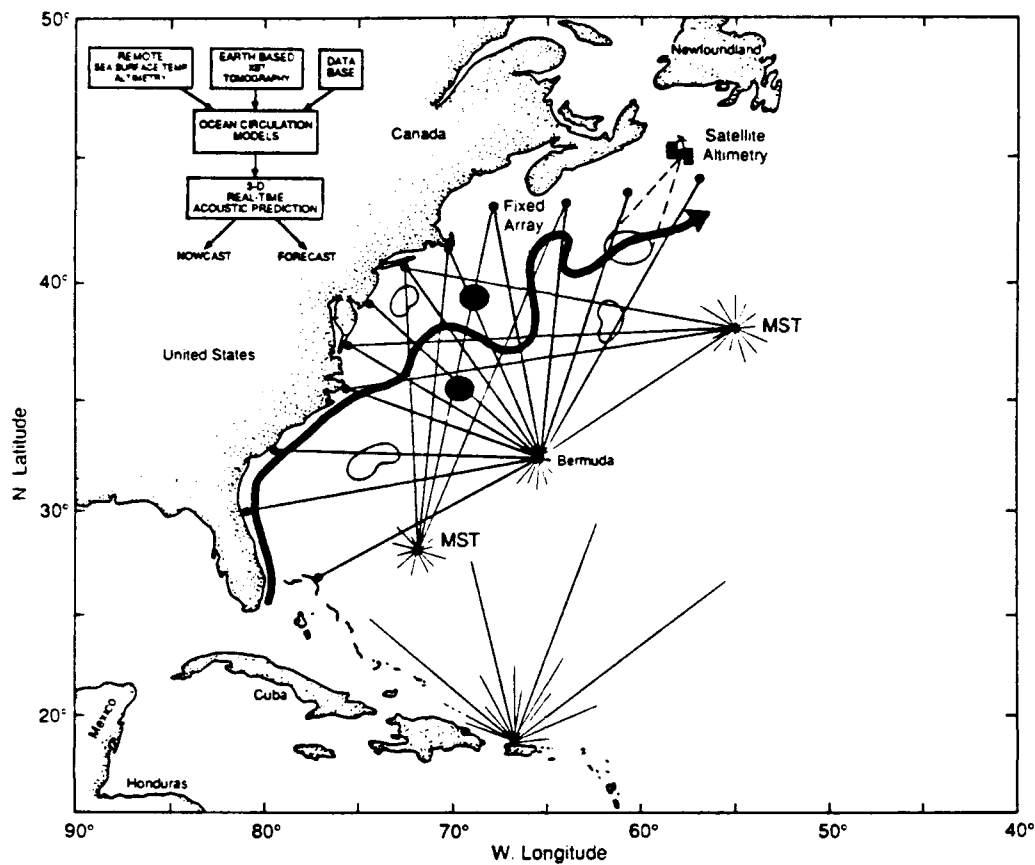 50°
40°
30°
20°
N Latitude
REMOTE
SEA SURFACE TEMP
ALTIMETRY
EARTH BASED
XBT
TOMOGRAPHY
DATA
BASE
OCEAN CIRCULATION
MODELS
3-D
REAL-TIME
ACOUSTIC PREDICTION
NOWCAST
FORECAST
Newfoundland
Canada
Satellite
Altimetry
Fixed
Array
United States
MST
Bermuda
MST
Cuba
Mexico
Honduras
90°
80°
70°
60°
50°
40°
W. Longitude